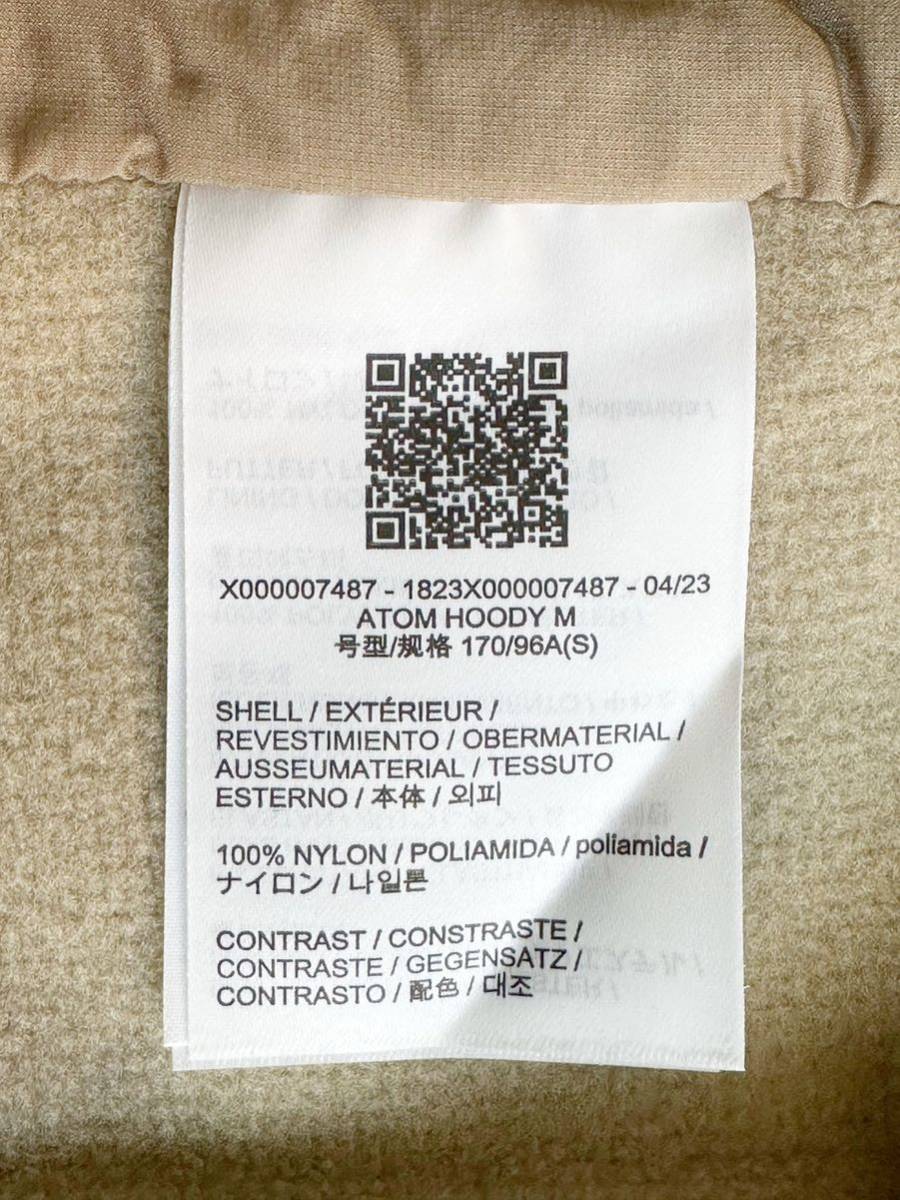 X000007487 - 1823X000007487 - 04/23
ATOM HOODY M
号型/规格 170/96A(S)
SHELL / EXTÉRIEUR /
REVESTIMIENTO / OBERMATERIAL /
AUSSEUMATERIAL / TESSUTO
ESTERNO / 本体 / 외피
100% NYLON / POLIAMIDA / poliamida /
ナイロン / 나일론
CONTRAST / CONSTRASTE /
CONTRASTE / GEGENSATZ /
CONTRASTO / 配色 / 대조